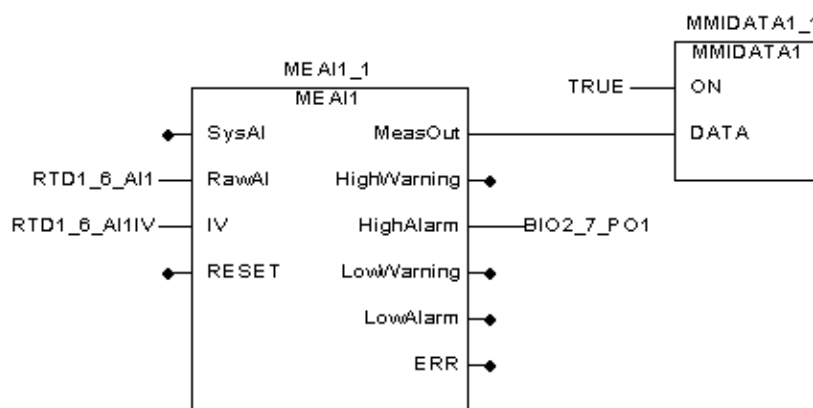 MMIDATA1_1
MMIDATA1
TRUE
ON
DATA
MEAI1_1
MEAI1
SysAI
MeasOut
RTD1_6_AI1
RawAI
HighWarning
RTD1_6_AI1IV
IV
HighAlarm
BIO2_7_PO1
RESET
LowWarning
LowAlarm
ERR